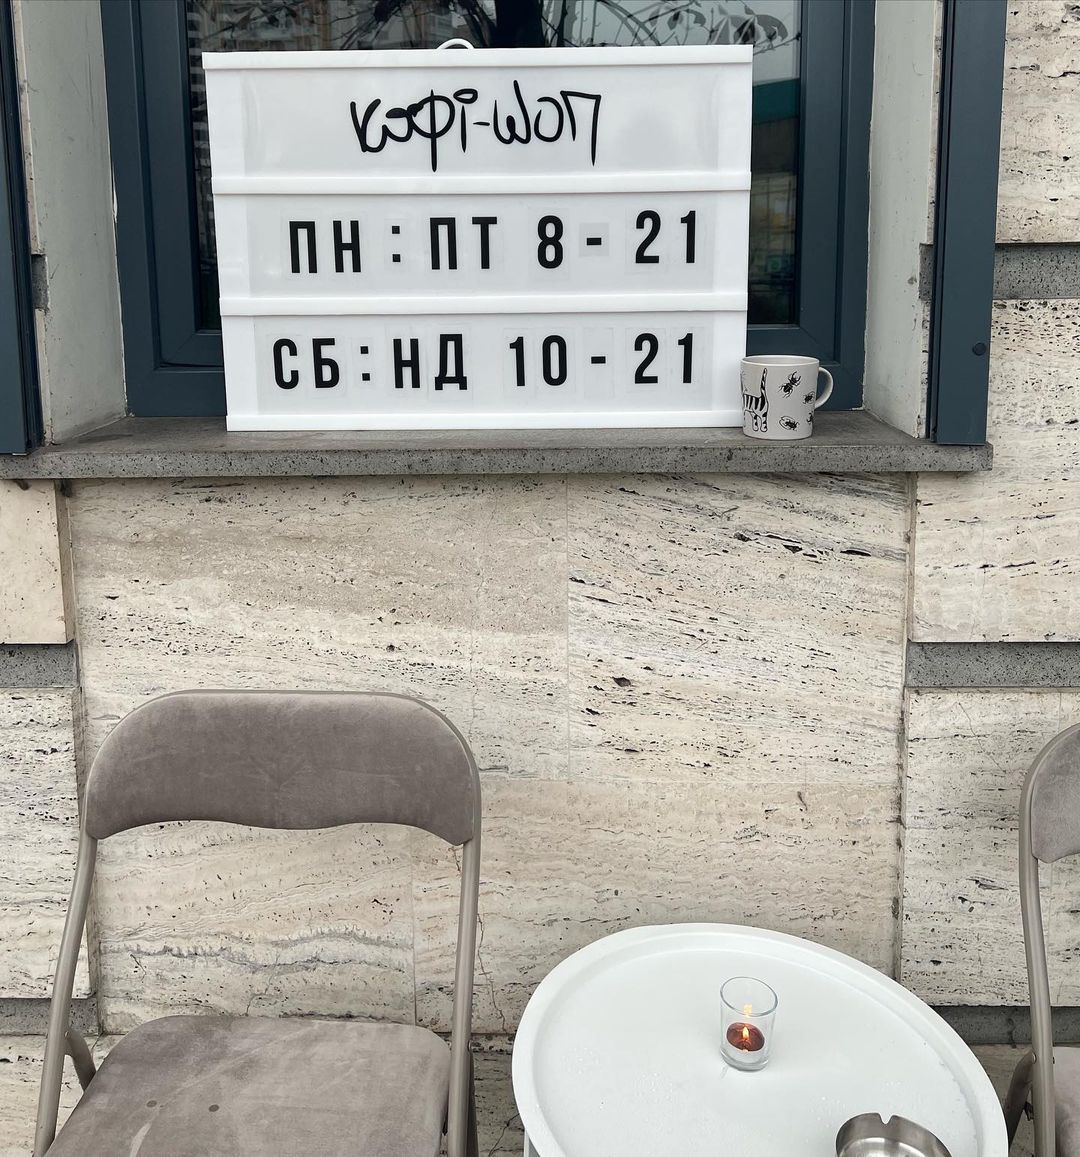 кофі-шоп
ПН : ПТ 8 - 21
СБ : НД 10 - 21